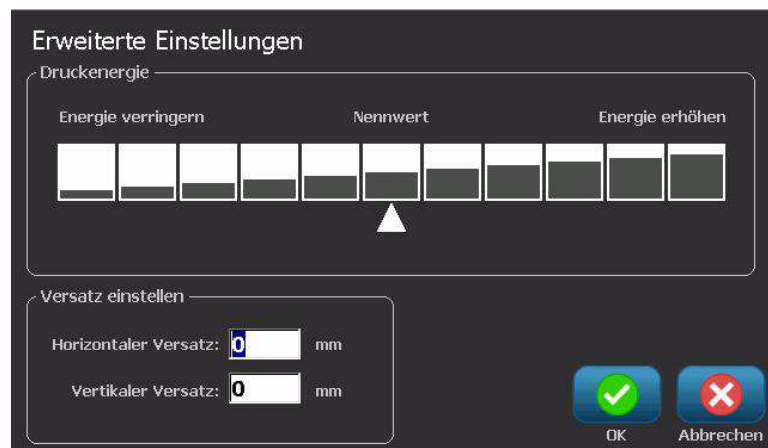 Erweiterte Einstellungen
Druckenergie
Energie verringern Nennwert Energie erhöhen
Versatz einstellen
Horizontaler Versatz: 0 mm
Vertikaler Versatz: 0 mm
OK Abbrechen